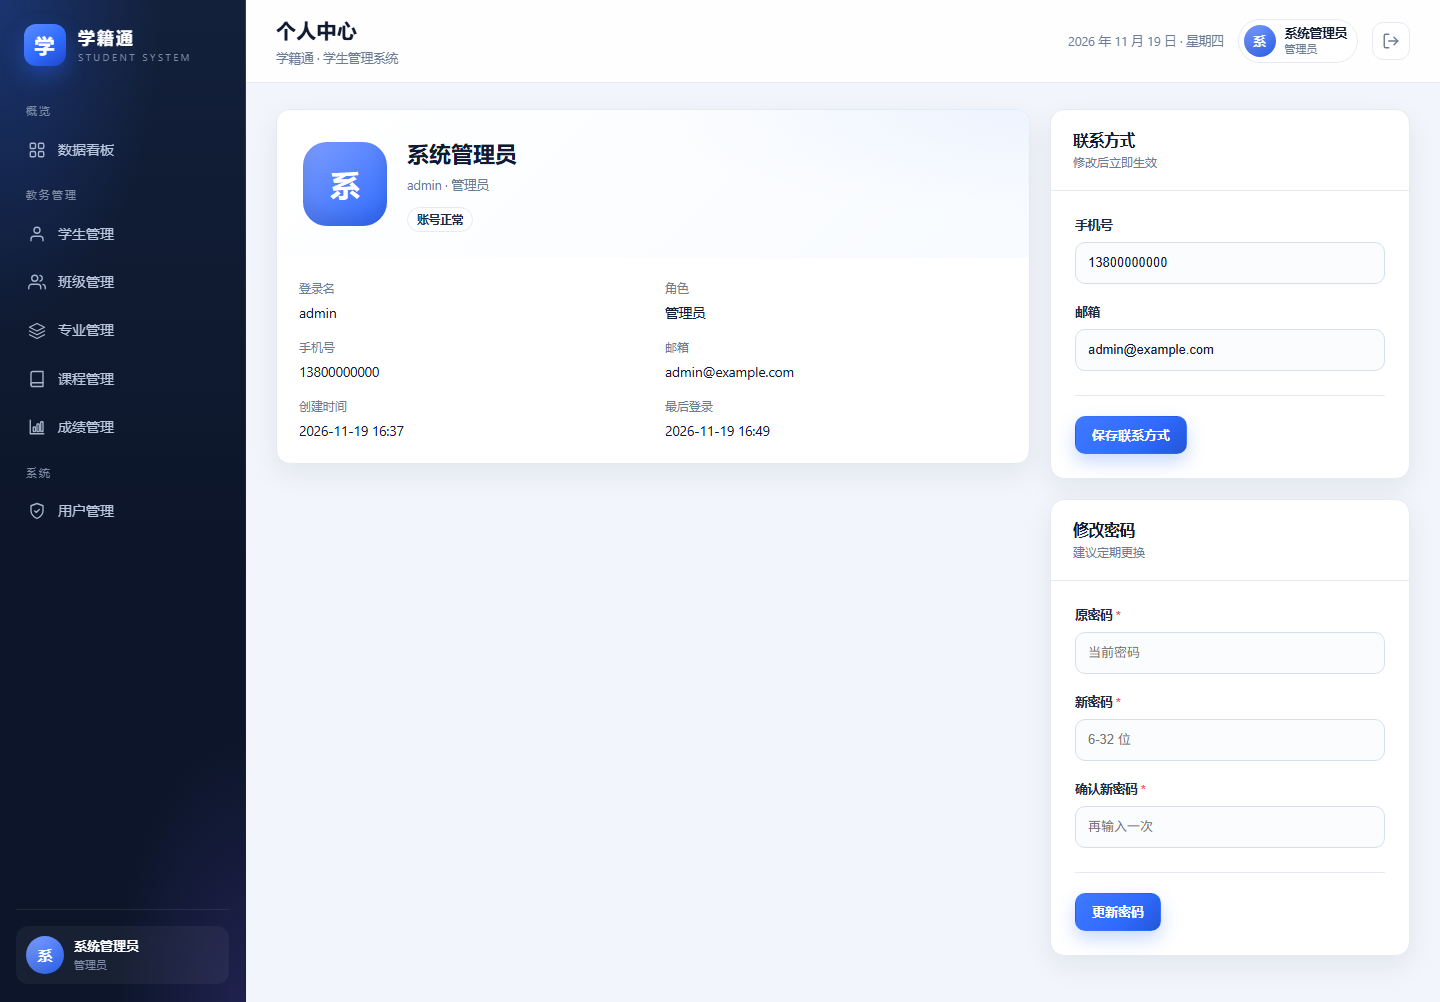 学
学籍通
STUDENT SYSTEM
概览
数据看板
教务管理
学生管理
班级管理
专业管理
课程管理
成绩管理
系统
用户管理
系
系统管理员
管理员
个人中心
学籍通 · 学生管理系统
2026 年 11 月 19 日 · 星期四
系
系统管理员
管理员
系
系统管理员
admin · 管理员
账号正常
登录名
admin
角色
管理员
手机号
13800000000
邮箱
admin@example.com
创建时间
2026-11-19 16:37
最后登录
2026-11-19 16:49
联系方式
修改后立即生效
手机号
13800000000
邮箱
admin@example.com
保存联系方式
修改密码
建议定期更换
原密码 *
当前密码
新密码 *
6-32 位
确认新密码 *
再输入一次
更新密码